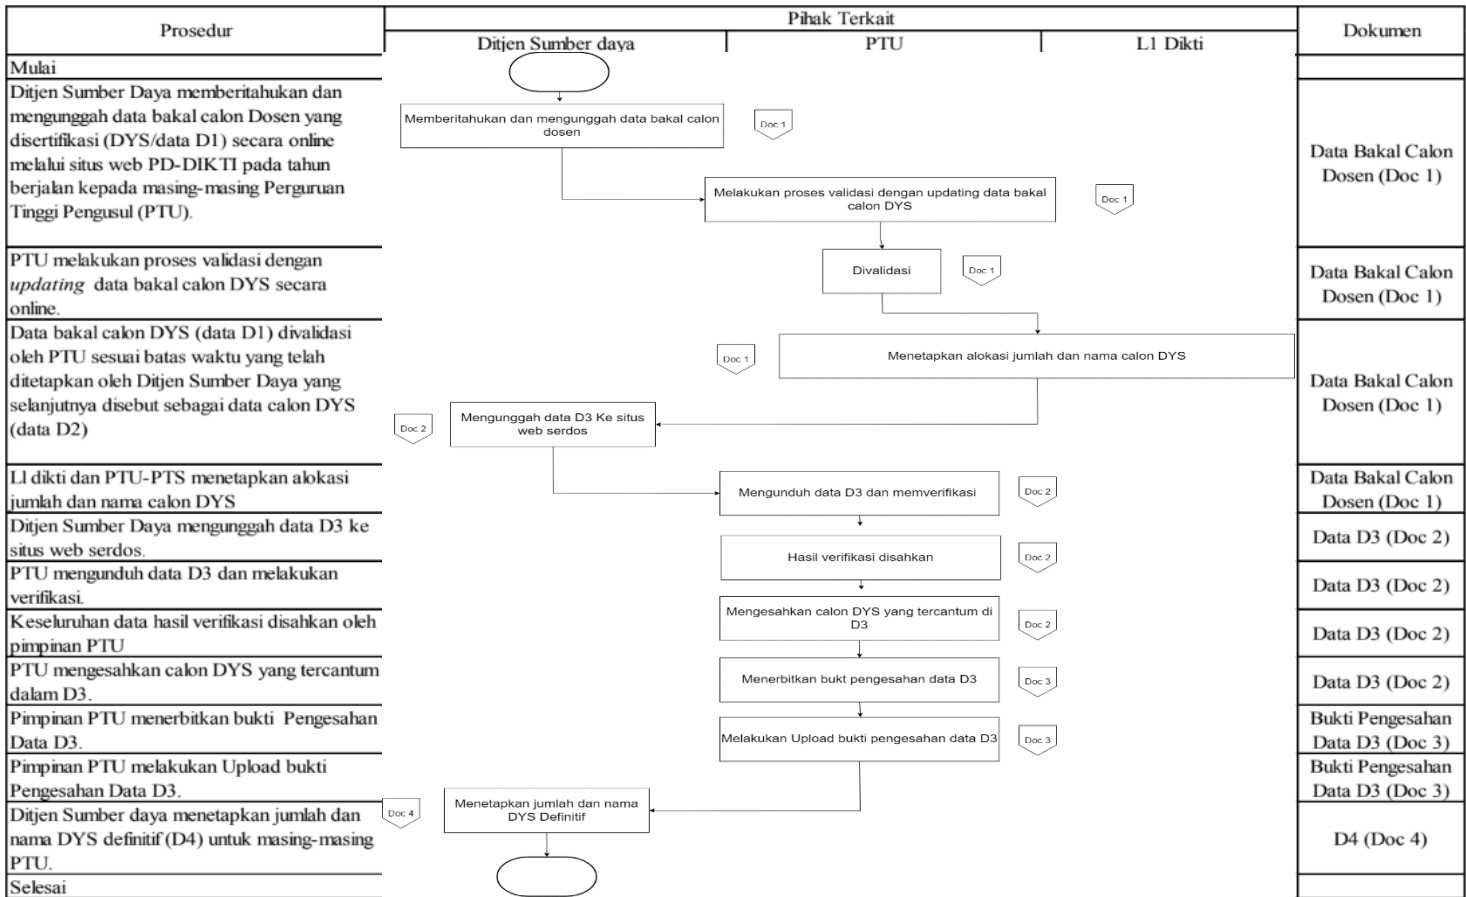 Prosedur
Pihak Terkait
Dokumen
Ditjen Sumber daya
PTU
L1 Dikti
Mulai
Ditjen Sumber Daya memberitahukan dan
mengunggah data bakal calon Dosen yang
disertifikasi (DYS/data D1) secara online
melalui situs web PD-DIKTI pada tahun
berjalan kepada masing-masing Perguruan
Tinggi Pengusul (PTU).
Memberitahukan dan mengunggah data bakal calon
dosen
Doc 1
Melakukan proses validasi dengan updating data bakal
calon DYS
Doc 1
Data Bakal Calon
Dosen (Doc 1)
PTU melakukan proses validasi dengan
updating data bakal calon DYS secara
online.
Divalidasi
Doc 1
Data Bakal Calon
Dosen (Doc 1)
Data bakal calon DYS (data D1) divalidasi
oleh PTU sesuai batas waktu yang telah
ditetapkan oleh Ditjen Sumber Daya yang
selanjutnya disebut sebagai data calon DYS
(data D2)
Doc 1
Menetapkan alokasi jumlah dan nama calon DYS
Doc 2
Mengunggah data D3 Ke situs
web serdos
Data Bakal Calon
Dosen (Doc 1)
Ll dikti dan PTU-PTS menetapkan alokasi
jumlah dan nama calon DYS
Mengunduh data D3 dan memverifikasi
Doc 2
Data Bakal Calon
Dosen (Doc 1)
Ditjen Sumber Daya mengunggah data D3 ke
situs web serdos.
Hasil verifikasi disahkan
Doc 2
Data D3 (Doc 2)
PTU mengunduh data D3 dan melakukan
verifikasi.
Data D3 (Doc 2)
Keseluruhan data hasil verifikasi disahkan oleh
pimpinan PTU
Mengesahkan calon DYS yang tercantum di
D3
Doc 2
Data D3 (Doc 2)
PTU mengesahkan calon DYS yang tercantum
dalam D3.
Menerbitkan bukt pengesahan data D3
Doc 3
Data D3 (Doc 2)
Pimpinan PTU menerbitkan bukti Pengesahan
Data D3.
Melakukan Upload bukti pengesahan data D3
Doc 3
Bukti Pengesahan
Data D3 (Doc 3)
Pimpinan PTU melakukan Upload bukti
Pengesahan Data D3.
Bukti Pengesahan
Data D3 (Doc 3)
Doc 4
Menetapkan jumlah dan nama
DYS Definitif
Ditjen Sumber daya menetapkan jumlah dan
nama DYS definitif (D4) untuk masing-masing
PTU.
D4 (Doc 4)
Selesai